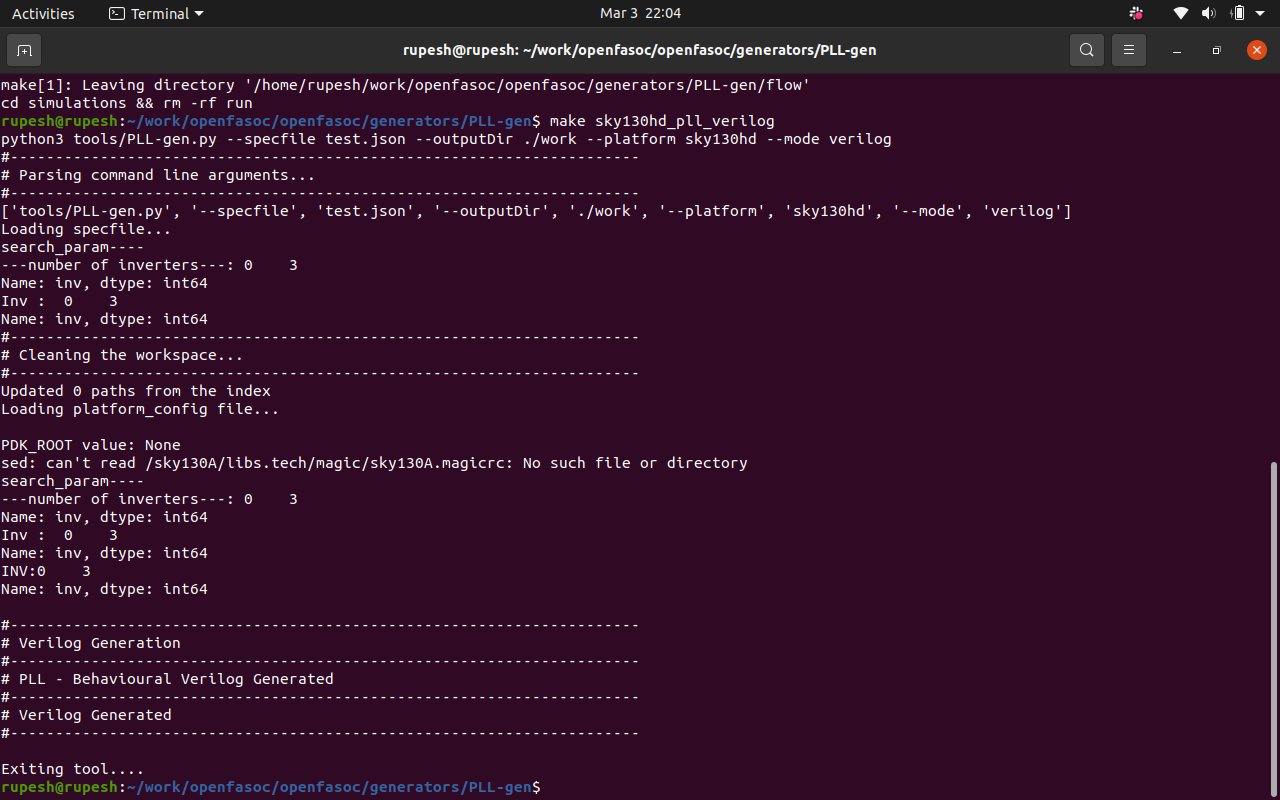 Activities Terminal Mar 3 22:04
rupesh@rupesh: ~/work/openfasoc/openfasoc/generators/PLL-gen
make[1]: Leaving directory '/home/rupesh/work/openfasoc/openfasoc/generators/PLL-gen/flow'
cd simulations && rm -rf run
rupesh@rupesh:~/work/openfasoc/openfasoc/generators/PLL-gen$ make sky130hd_pll_verilog
python3 tools/PLL-gen.py --specfile test.json --outputDir ./work --platform sky130hd --mode verilog
#----------------------------------------------------------------------
# Parsing command line arguments...
#----------------------------------------------------------------------
['tools/PLL-gen.py', '--specfile', 'test.json', '--outputDir', './work', '--platform', 'sky130hd', '--mode', 'verilog']
Loading specfile...
search_param----
---number of inverters---: 0    3
Name: inv, dtype: int64
Inv :  0    3
Name: inv, dtype: int64
#----------------------------------------------------------------------
# Cleaning the workspace...
#----------------------------------------------------------------------
Updated 0 paths from the index
Loading platform_config file...

PDK_ROOT value: None
sed: can't read /sky130A/libs.tech/magic/sky130A.magicrc: No such file or directory
search_param----
---number of inverters---: 0    3
Name: inv, dtype: int64
Inv :  0    3
Name: inv, dtype: int64
INV:0    3
Name: inv, dtype: int64

#----------------------------------------------------------------------
# Verilog Generation
#----------------------------------------------------------------------
# PLL - Behavioural Verilog Generated
#----------------------------------------------------------------------
# Verilog Generated
#----------------------------------------------------------------------

Exiting tool....
rupesh@rupesh:~/work/openfasoc/openfasoc/generators/PLL-gen$